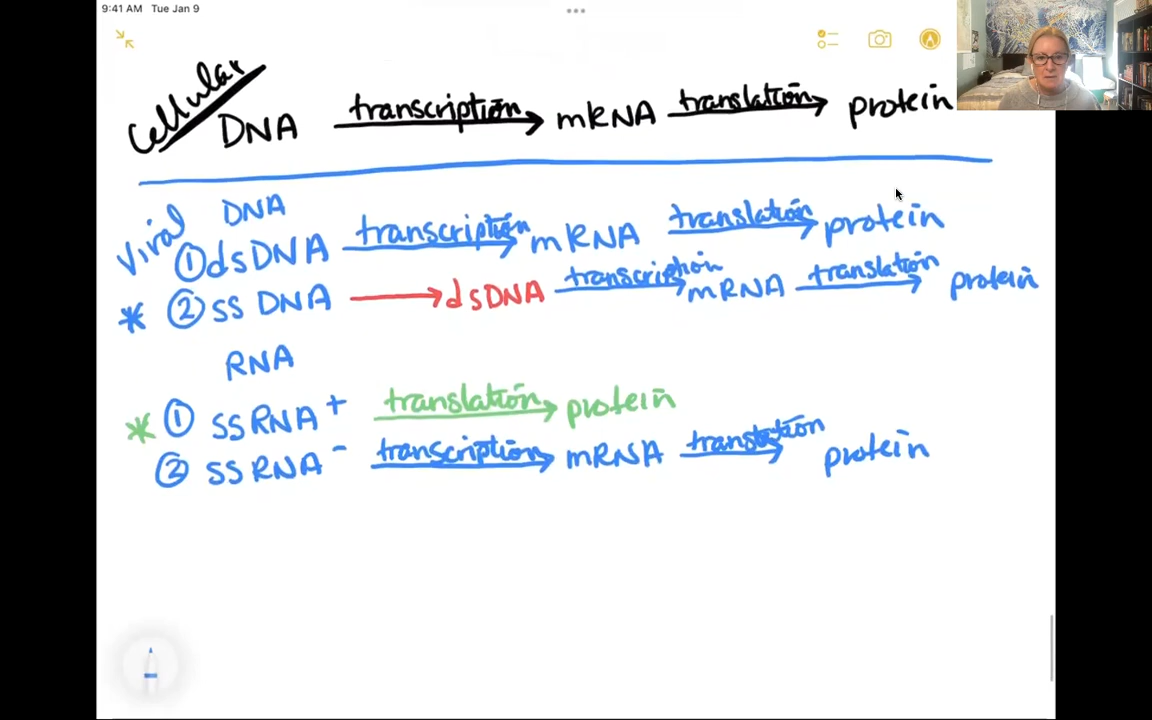 9:41 AM Tue Jan 9
Cellular
DNA transcription mRNA translation protein
Viral
DNA
① dsDNA transcription mRNA translation protein
* ② ss DNA dsDNA transcription mRNA translation protein
RNA
* ① ssRNA+ translation protein
② ssRNA- transcription mRNA translation protein